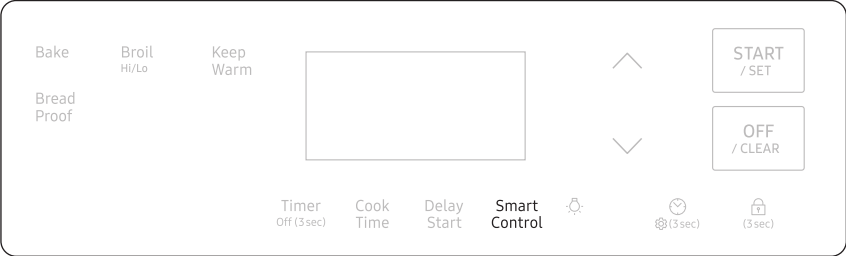 Bake
Broil
Hi/Lo
Keep
Warm
START
/ SET
Bread
Proof
OFF
/ CLEAR
Timer
Off (3 sec)
Cook
Time
Delay
Start
Smart
Control
(3 sec)
(3 sec)